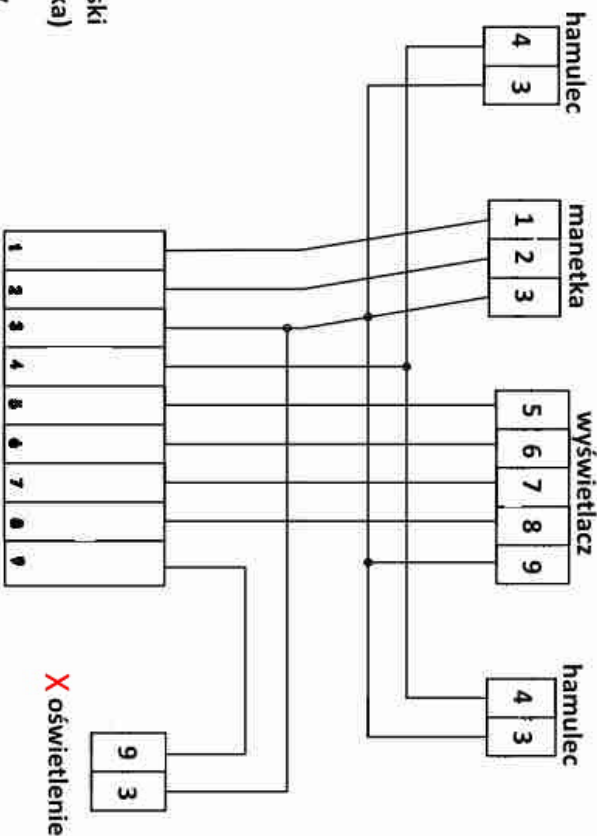 hamulec
manetka
wyświetlacz
hamulec
4 3
1 2 3
5 6 7 8 9
4 3
1 2 3 4 5 6 7 8 9
9 3
X oświetlenie
ski
ka)